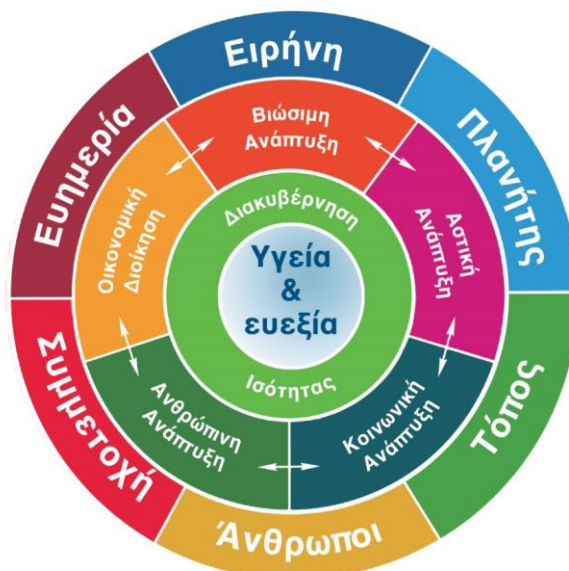 Ειρήνη
Πλανήτης
Τόπος
Άνθρωποι
Συμμετοχή
Ευημερία
Βιώσιμη
Ανάπτυξη
Αστική
Ανάπτυξη
Κοινωνική
Ανάπτυξη
Ανθρώπινη
Ανάπτυξη
Οικονομική
Διοίκηση
Διακυβέρνηση
Ισότητας
Υγεία
&
ευεξία